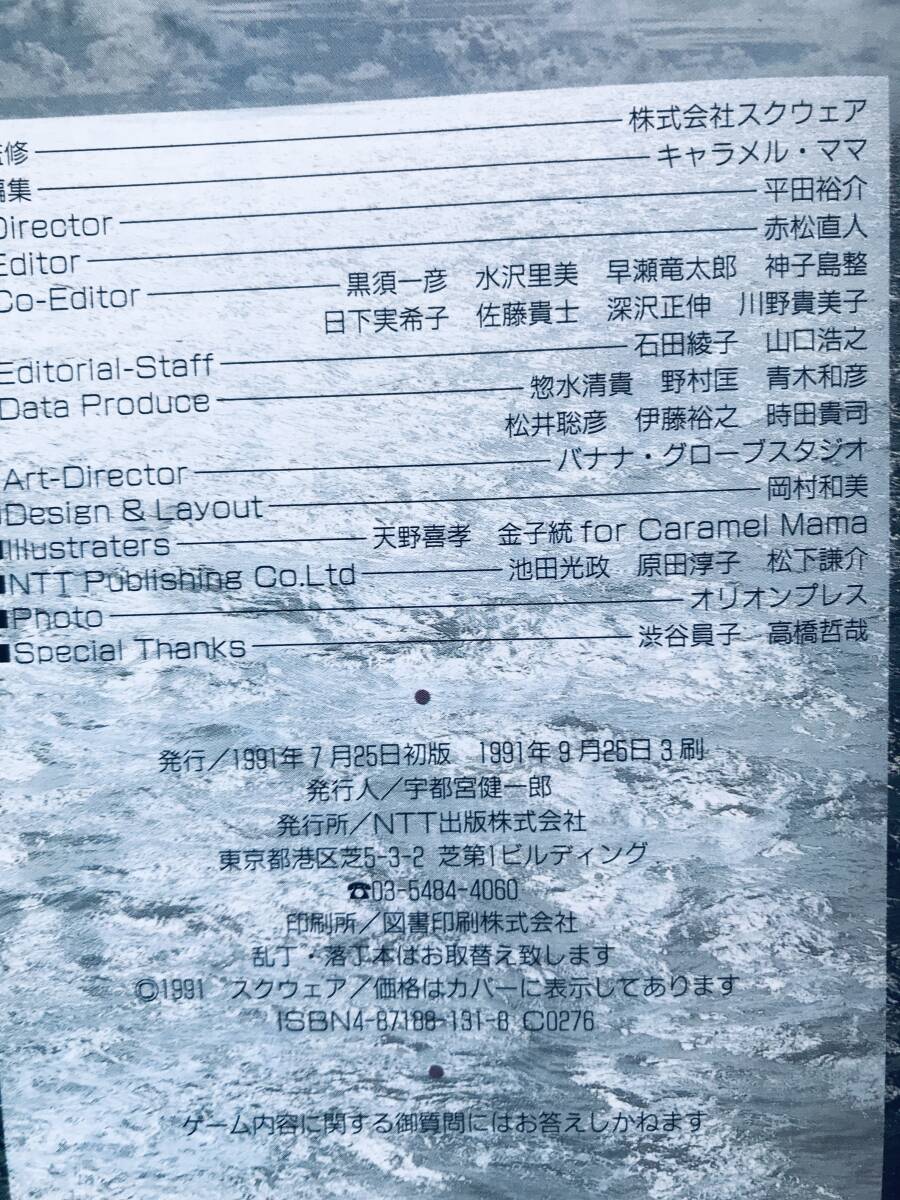 監修 株式会社スクウェア
編集 キャラメル・ママ
Director 平田裕介
Editor 赤松直人
Co-Editor 黒須一彦 水沢里美 早瀬竜太郎 神子島整
日下実希子 佐藤貴士 深沢正伸 川野貴美子
Editorial-Staff 石田綾子 山口浩之
Data Produce 惣水清貴 野村匡 青木和彦
松井聡彦 伊藤裕之 時田貴司
Art-Director バナナ・グローブスタジオ
Design & Layout 岡村和美
■Illustraters 天野喜孝 金子統 for Caramel Mama
■NTT Publishing Co.Ltd 池田光政 原田淳子 松下謙介
■Photo オリオンプレス
■Special Thanks 渋谷員子 高橋哲哉
●
発行／1991年7月25日初版 1991年9月26日3刷
発行人／宇都宮健一郎
発行所／NTT出版株式会社
東京都港区芝5-3-2 芝第1ビルディング
☎03-5484-4060
印刷所／図書印刷株式会社
乱丁・落丁本はお取替え致します
©1991 スクウェア／価格はカバーに表示してあります
ISBN4-87188-131-8 C0276
●
ゲーム内容に関する御質問にはお答えしかねます